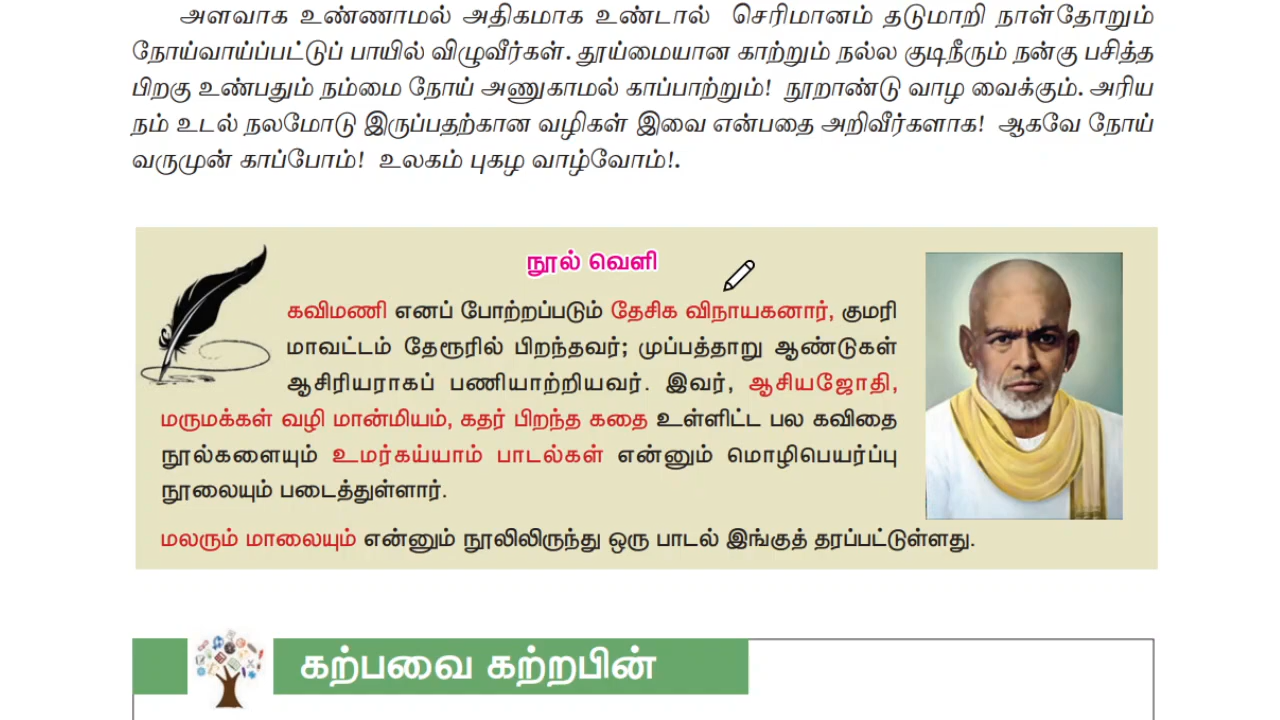 அளவாக உண்ணாமல் அதிகமாக உண்டால் செரிமானம் தடுமாறி நாள்தோறும்
நோய்வாய்ப்பட்டுப் பாயில் விழுவீர்கள். தூய்மையான காற்றும் நல்ல குடிநீரும் நன்கு பசித்த
பிறகு உண்பதும் நம்மை நோய் அணுகாமல் காப்பாற்றும்! நூறாண்டு வாழ வைக்கும். அரிய
நம் உடல் நலமோடு இருப்பதற்கான வழிகள் இவை என்பதை அறிவீர்களாக! ஆகவே நோய்
வருமுன் காப்போம்! உலகம் புகழ வாழ்வோம்!.
நூல் வெளி
கவிமணி எனப் போற்றப்படும் தேசிக விநாயகனார், குமரி
மாவட்டம் தேரூரில் பிறந்தவர்; முப்பத்தாறு ஆண்டுகள்
ஆசிரியராகப் பணியாற்றியவர். இவர், ஆசியஜோதி,
மருமக்கள் வழி மான்மியம், கதர் பிறந்த கதை உள்ளிட்ட பல கவிதை
நூல்களையும் உமர்கய்யாம் பாடல்கள் என்னும் மொழிபெயர்ப்பு
நூலையும் படைத்துள்ளார்.
மலரும் மாலையும் என்னும் நூலிலிருந்து ஒரு பாடல் இங்குத் தரப்பட்டுள்ளது.
கற்பவை கற்றபின்